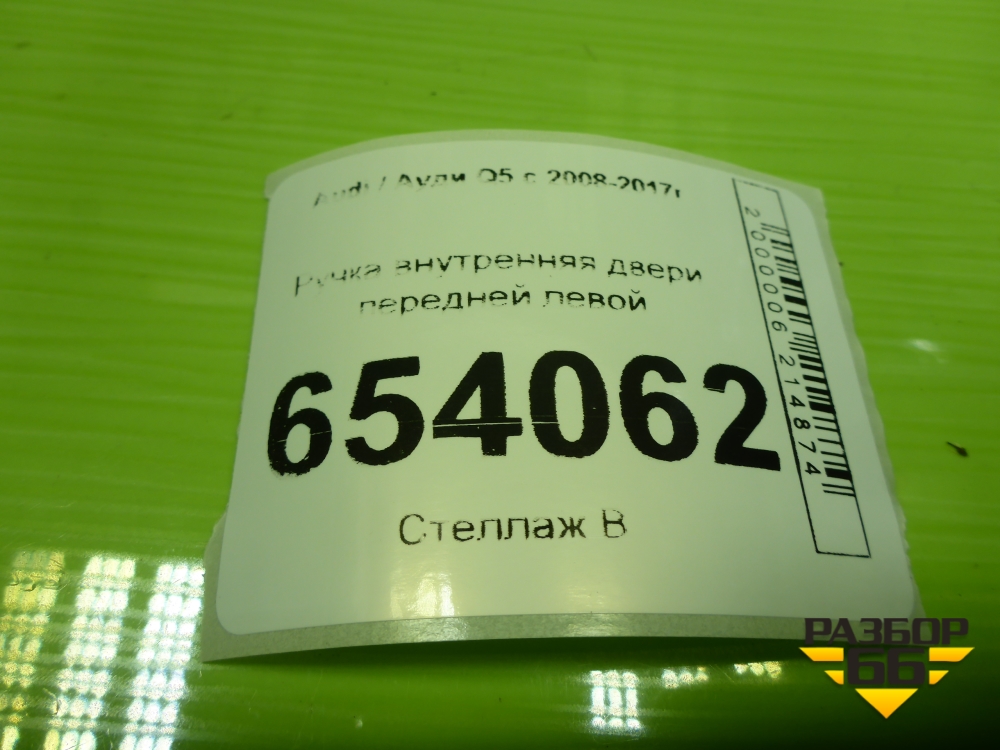 Audi / Ауди Q5 с 2008-2017г
Ручка внутренняя двери
передней левой
654062
Стеллаж В
2000006214874
РАЗБОР
66